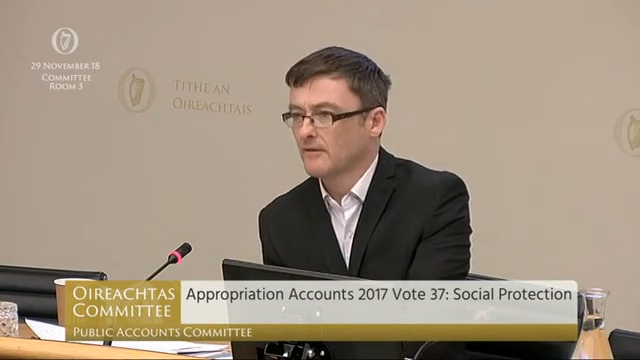 29 November 18
Committee
Room 3
Tithe an
Oireachtais
Oireachtas
Committee
Appropriation Accounts 2017 Vote 37: Social Protection
Public Accounts Committee